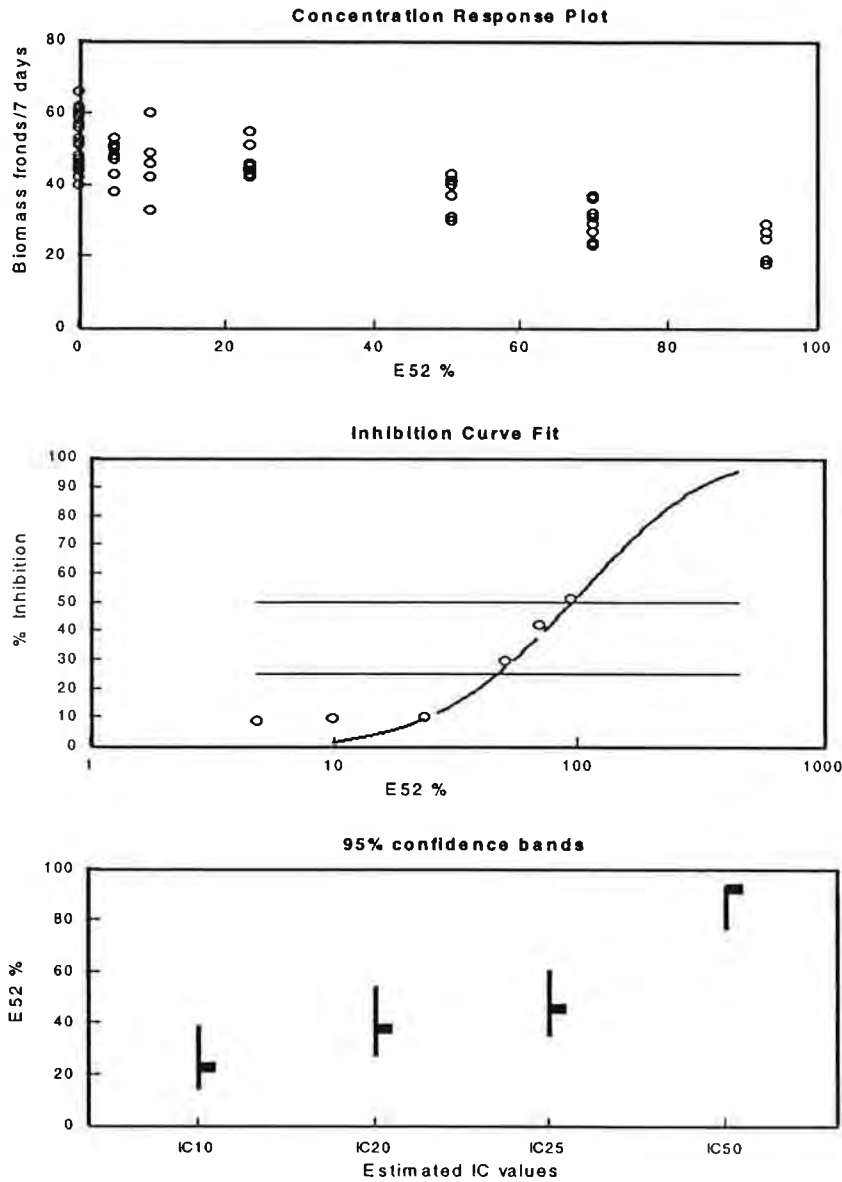 Concentration Response Plot
80
60
40
20
0
Biomass fronds/7 days
0 20 40 60 80 100
E52 %
Inhibition Curve Fit
100
90
80
70
60
50
40
30
20
10
0
% Inhibition
1 10 100 1000
E52 %
95% confidence bands
100
80
60
40
20
0
E52 %
IC10 IC20 IC25 IC50
Estimated IC values